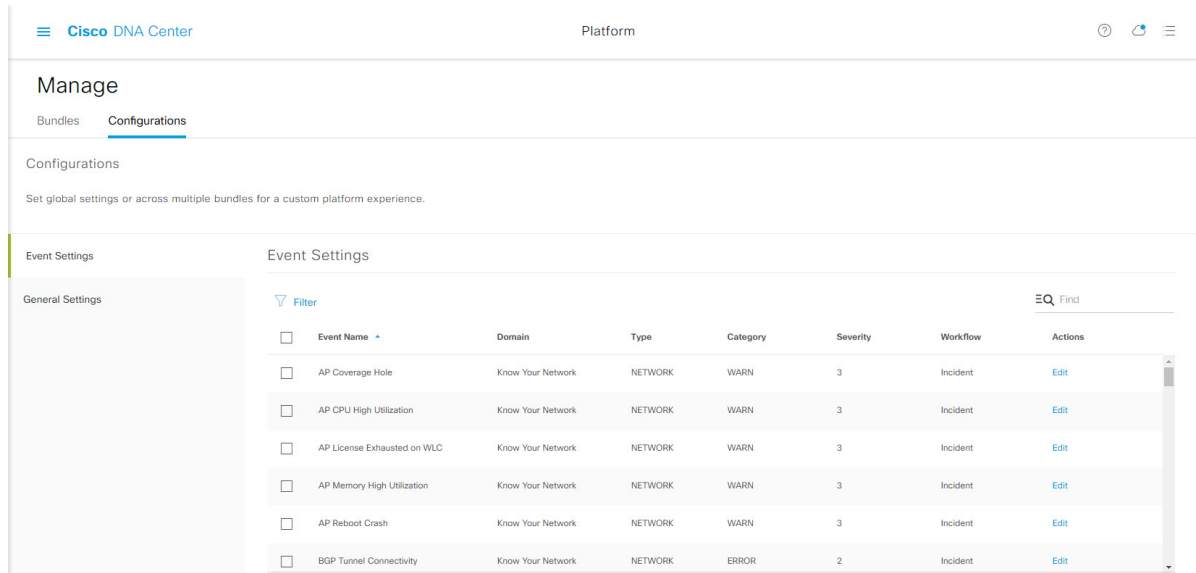 Cisco DNA Center Platform
Manage
Bundles Configurations
Configurations
Set global settings or across multiple bundles for a custom platform experience.
Event Settings
General Settings
Event Settings
Filter Find
Event Name Domain Type Category Severity Workflow Actions
AP Coverage Hole Know Your Network NETWORK WARN 3 Incident Edit
AP CPU High Utilization Know Your Network NETWORK WARN 3 Incident Edit
AP License Exhausted on WLC Know Your Network NETWORK WARN 3 Incident Edit
AP Memory High Utilization Know Your Network NETWORK WARN 3 Incident Edit
AP Reboot Crash Know Your Network NETWORK WARN 3 Incident Edit
BGP Tunnel Connectivity Know Your Network NETWORK ERROR 2 Incident Edit